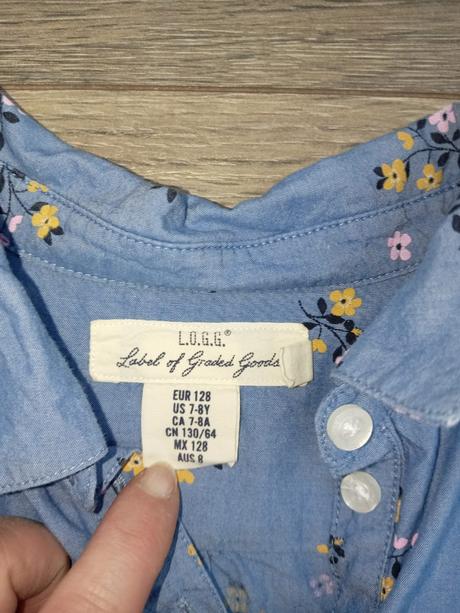 L.O.G.G.®
Label of Graded Goods
EUR 128
US 7-8Y
CA 7-8A
CN 130/64
MX 128
AUS 8